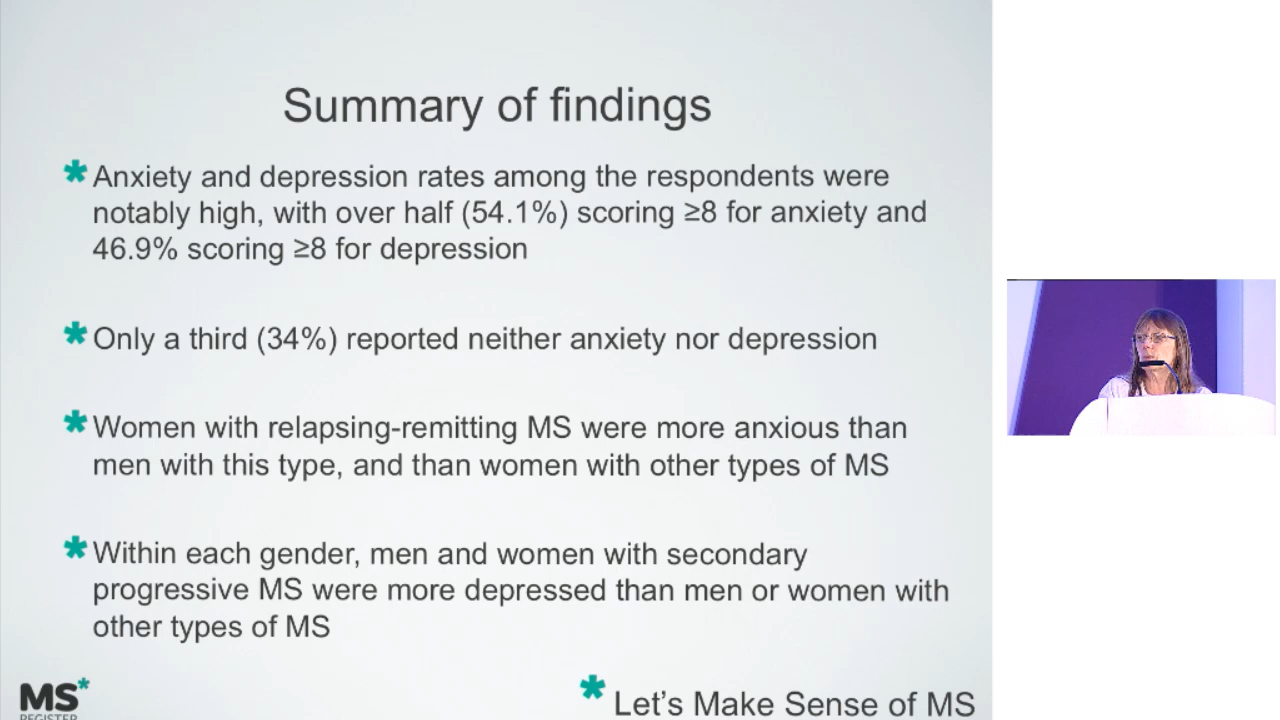 Summary of findings
* Anxiety and depression rates among the respondents were
notably high, with over half (54.1%) scoring ≥8 for anxiety and
46.9% scoring ≥8 for depression
* Only a third (34%) reported neither anxiety nor depression
* Women with relapsing-remitting MS were more anxious than
men with this type, and than women with other types of MS
* Within each gender, men and women with secondary
progressive MS were more depressed than men or women with
other types of MS
MS*
REGISTER
* Let's Make Sense of MS